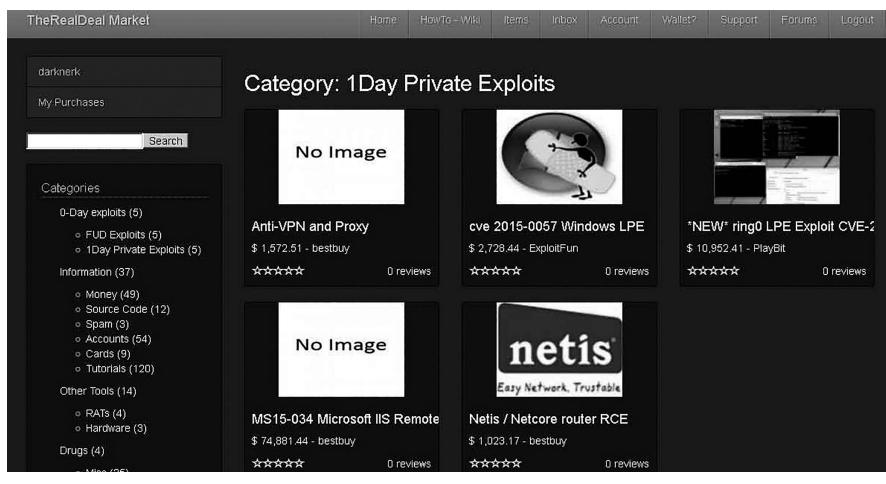 TheRealDeal Market
Home HowTo - Wiki Items Inbox Account Wallet? Support Forums Logout
darknerk
My Purchases
Search
Categories
0-Day exploits (5)
FUD Exploits (5)
1Day Private Exploits (5)
Information (37)
Money (49)
Source Code (12)
Spam (3)
Accounts (54)
Cards (9)
Tutorials (120)
Other Tools (14)
RATs (4)
Hardware (3)
Drugs (4)
Category: 1Day Private Exploits
No Image
Anti-VPN and Proxy
$ 1,572.51 - bestbuy
0 reviews
cve 2015-0057 Windows LPE
$ 2,728.44 - ExploitFun
0 reviews
*NEW* ring0 LPE Exploit CVE-2
$ 10,952.41 - PlayBit
0 reviews
No Image
MS15-034 Microsoft IIS Remote
$ 74,881.44 - bestbuy
0 reviews
netis
Easy Network, Trustable
Netis / Netcore router RCE
$ 1,023.17 - bestbuy
0 reviews